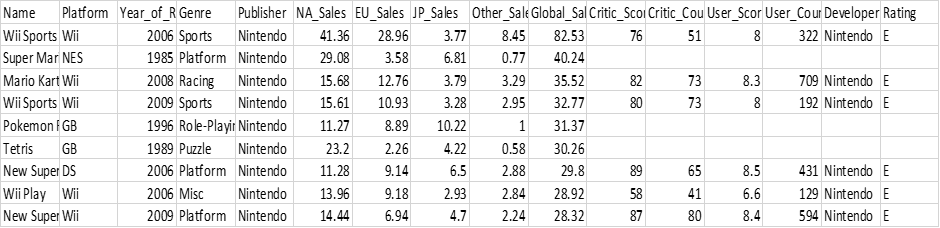 Name Platform Year_of_R Genre Publisher NA_Sales EU_Sales JP_Sales Other_Sale Global_Sal Critic_Scor Critic_Cou User_Scor User_Coun Developer Rating
Wii Sports Wii 2006 Sports Nintendo 41.36 28.96 3.77 8.45 82.53 76 51 8 322 Nintendo E
Super Mar NES 1985 Platform Nintendo 29.08 3.58 6.81 0.77 40.24
Mario Kart Wii 2008 Racing Nintendo 15.68 12.76 3.79 3.29 35.52 82 73 8.3 709 Nintendo E
Wii Sports Wii 2009 Sports Nintendo 15.61 10.93 3.28 2.95 32.77 80 73 8 192 Nintendo E
Pokemon R GB 1996 Role-Playin Nintendo 11.27 8.89 10.22 1 31.37
Tetris GB 1989 Puzzle Nintendo 23.2 2.26 4.22 0.58 30.26
New Super DS 2006 Platform Nintendo 11.28 9.14 6.5 2.88 29.8 89 65 8.5 431 Nintendo E
Wii Play Wii 2006 Misc Nintendo 13.96 9.18 2.93 2.84 28.92 58 41 6.6 129 Nintendo E
New Super Wii 2009 Platform Nintendo 14.44 6.94 4.7 2.24 28.32 87 80 8.4 594 Nintendo E